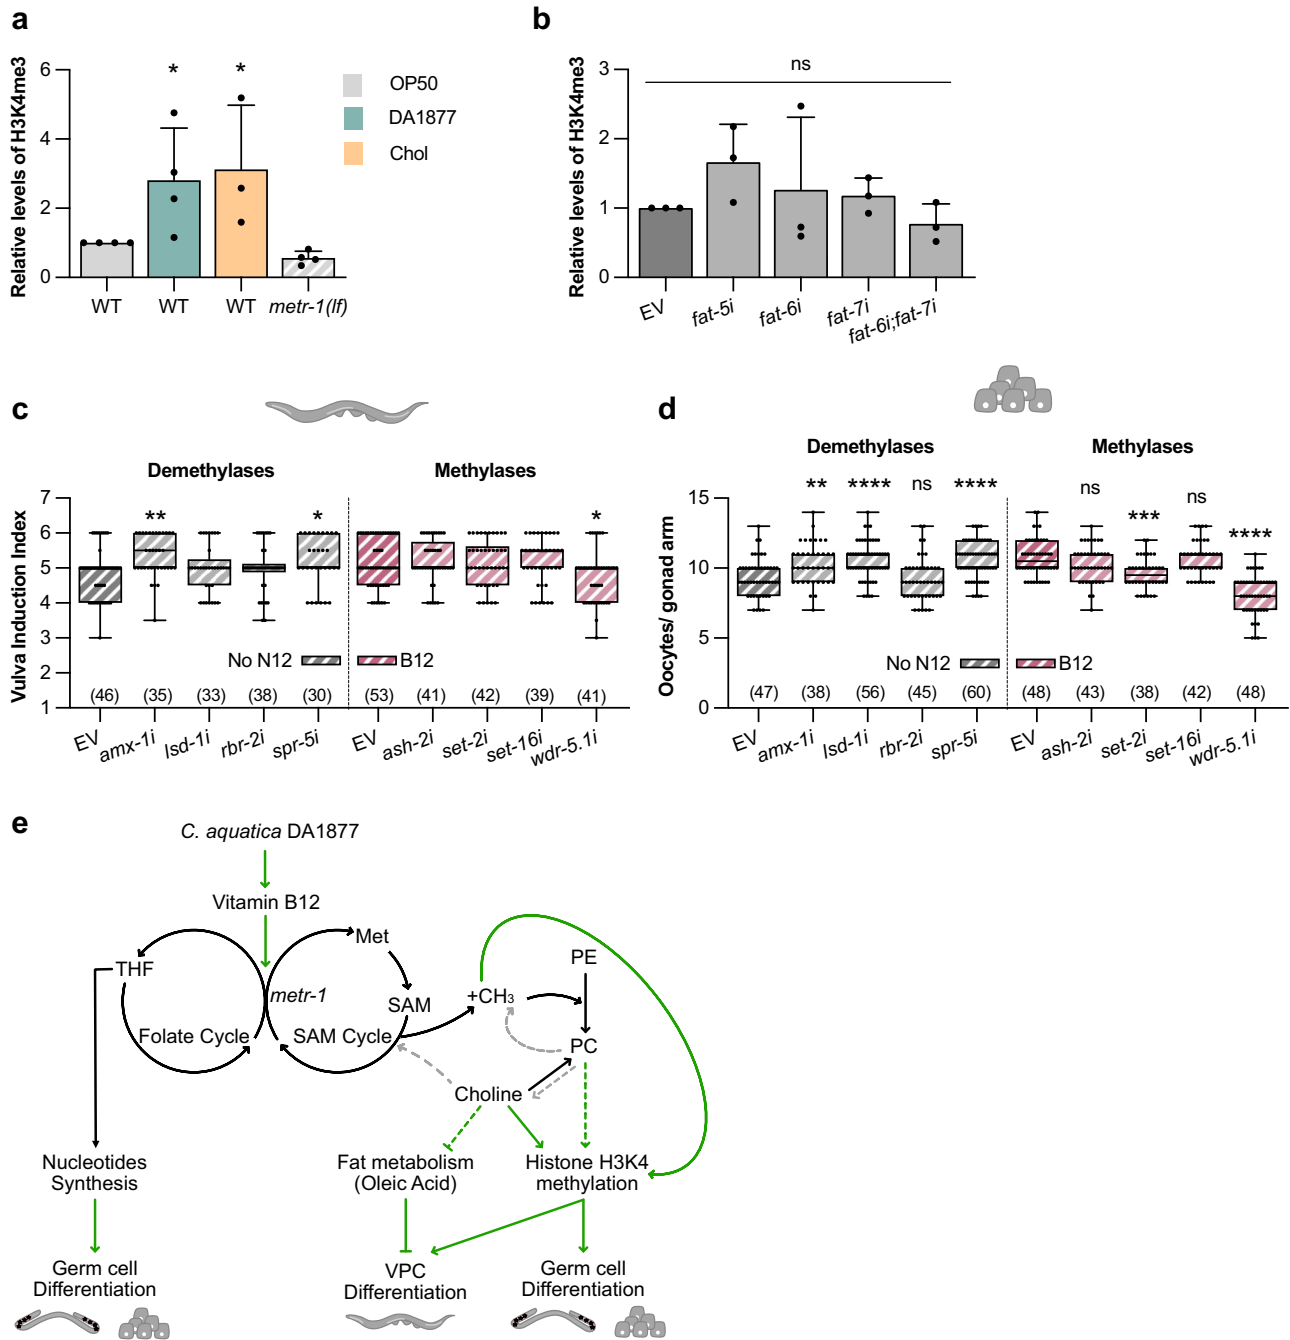 a
Relative levels of H3K4me3
6
4
2
0
* *
WT WT WT metr-1(lf)
OP50
DA1877
Chol
b
Relative levels of H3K4me3
3
2
1
0
ns
EV fat-5i fat-6i fat-7i fat-6i;fat-7i
c
Demethylases Methylases
Vulva Induction Index
7
6
5
4
3
2
1
** * *
No N12 B12
(46) (35) (33) (38) (30) (53) (41) (42) (39) (41)
EV amx-1i lsd-1i rbr-2i spr-5i EV ash-2i set-2i set-16i wdr-5.1i
d
Demethylases Methylases
Oocytes/ gonad arm
15
10
5
0
** **** ns **** ns *** ns ****
No N12 B12
(47) (38) (56) (45) (60) (48) (43) (38) (42) (48)
EV amx-1i lsd-1i rbr-2i spr-5i EV ash-2i set-2i set-16i wdr-5.1i
e
C. aquatica DA1877
Vitamin B12
Met
THF
metr-1
SAM
Folate Cycle
SAM Cycle
+CH₃
PE
PC
Choline
Nucleotides
Synthesis
Fat metabolism
(Oleic Acid)
Histone H3K4
methylation
Germ cell
Differentiation
VPC
Differentiation
Germ cell
Differentiation